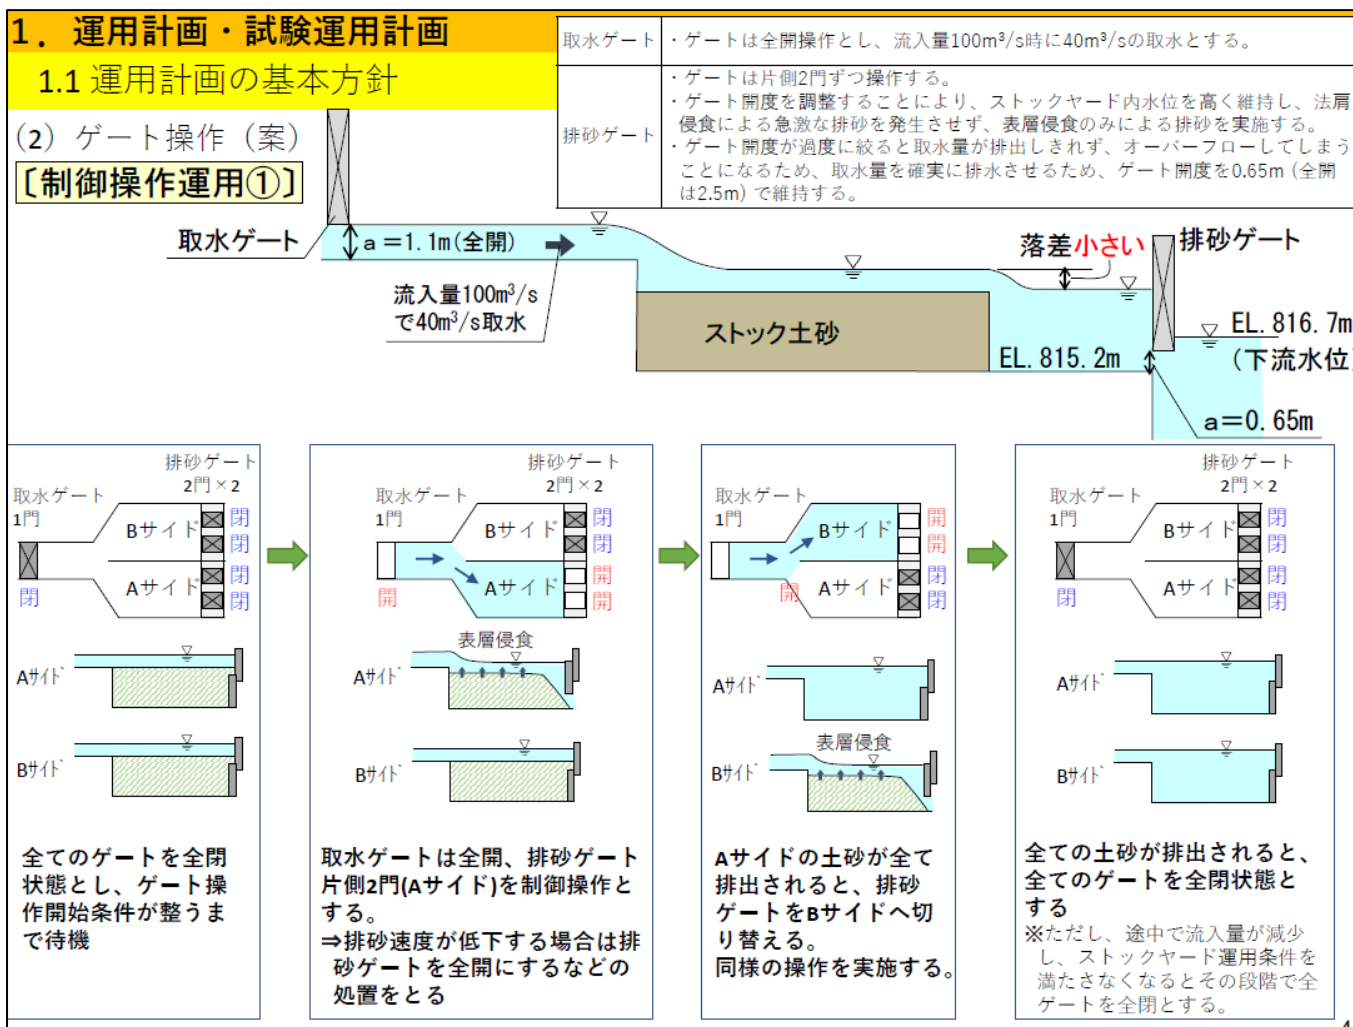 1. 運用計画・試験運用計画
1.1 運用計画の基本方針
(2) ゲート操作（案）
〔制御操作運用①〕
取水ゲート
・ゲートは全開操作とし、流入量100m³/s時に40m³/sの取水とする。
排砂ゲート
・ゲートは片側2門ずつ操作する。
・ゲート開度を調整することにより、ストックヤード内水位を高く維持し、法肩
侵食による急激な排砂を発生させず、表層侵食のみによる排砂を実施する。
・ゲート開度が過度に絞ると取水量が排出しきれず、オーバーフローしてしまう
ことになるため、取水量を確実に排水させるため、ゲート開度を0.65m (全開
は2.5m) で維持する。
取水ゲート
a＝1.1m(全開)
流入量100m³/s
で40m³/s取水
ストック土砂
落差小さい
排砂ゲート
EL.816.7m
(下流水位)
EL.815.2m
a＝0.65m
排砂ゲート
2門×2
取水ゲート
1門
Bサイド
閉
閉
Aサイド
閉
閉
閉
Aｻｲﾄﾞ
Bｻｲﾄﾞ
全てのゲートを全閉
状態とし、ゲート操
作開始条件が整うま
で待機
排砂ゲート
2門×2
取水ゲート
1門
Bサイド
閉
閉
Aサイド
開
開
開
表層侵食
Aｻｲﾄﾞ
Bｻｲﾄﾞ
取水ゲートは全開、排砂ゲート
片側2門(Aサイド)を制御操作と
する。
⇒排砂速度が低下する場合は排
砂ゲートを全開にするなどの
処置をとる
取水ゲート
1門
Bサイド
開
開
Aサイド
閉
閉
開
Aｻｲﾄﾞ
表層侵食
Bｻｲﾄﾞ
Aサイドの土砂が全て
排出されると、排砂
ゲートをBサイドへ切
り替える。
同様の操作を実施する。
排砂ゲート
2門×2
取水ゲート
1門
Bサイド
閉
閉
Aサイド
閉
閉
閉
Aｻｲﾄﾞ
Bｻｲﾄﾞ
全ての土砂が排出されると、
全てのゲートを全閉状態と
する
※ただし、途中で流入量が減少
し、ストックヤード運用条件を
満たさなくなるとその段階で全
ゲートを全閉とする。